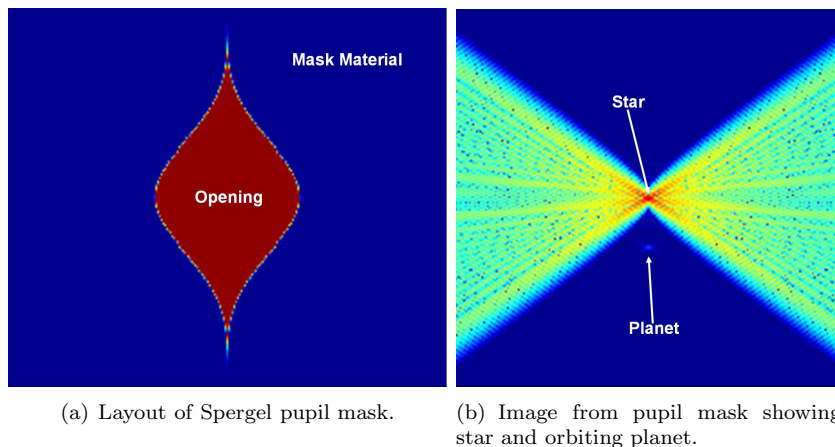 Mask Material
Opening
Star
Planet
(a) Layout of Spergel pupil mask.
(b) Image from pupil mask showing
star and orbiting planet.